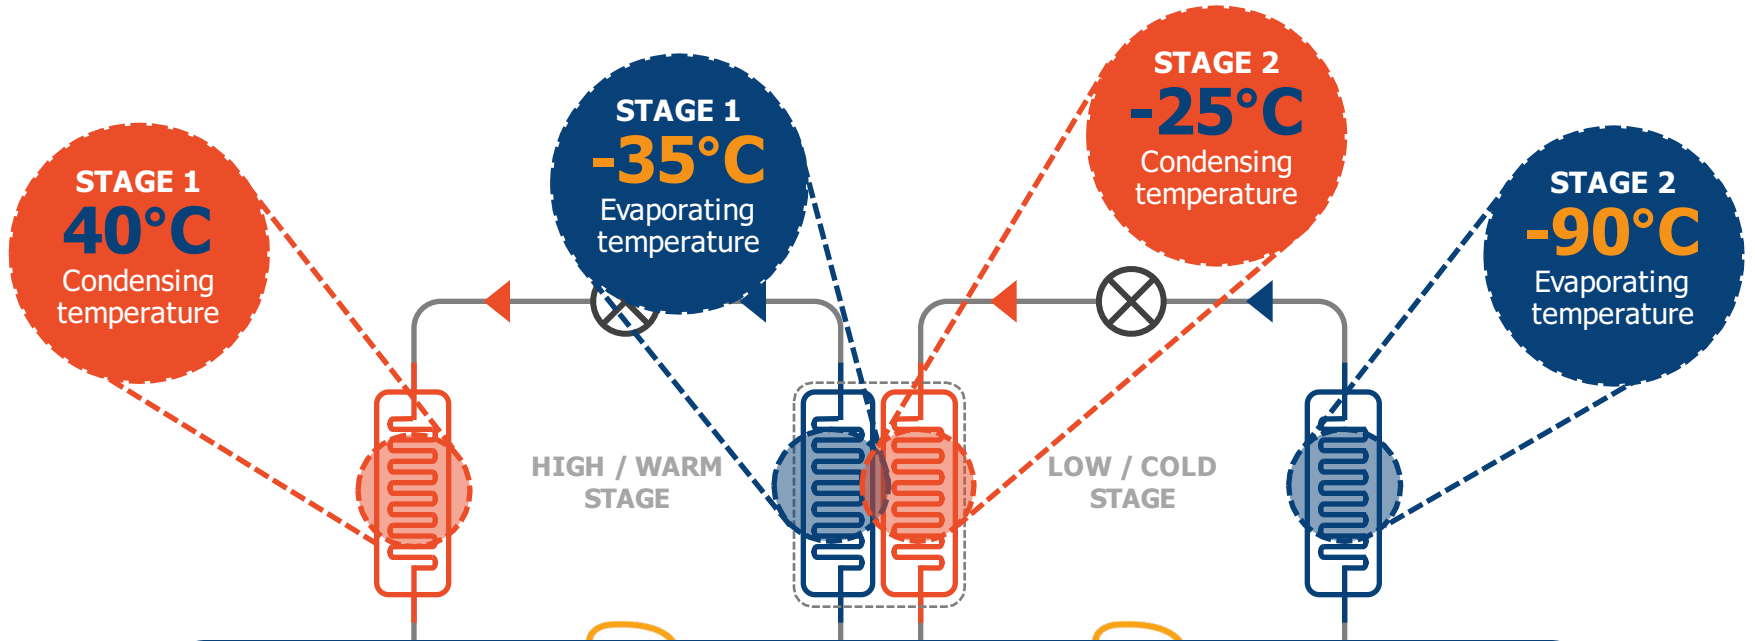 STAGE 1
40°C
Condensing
temperature
STAGE 1
-35°C
Evaporating
temperature
STAGE 2
-25°C
Condensing
temperature
STAGE 2
-90°C
Evaporating
temperature
HIGH / WARM
STAGE
LOW / COLD
STAGE